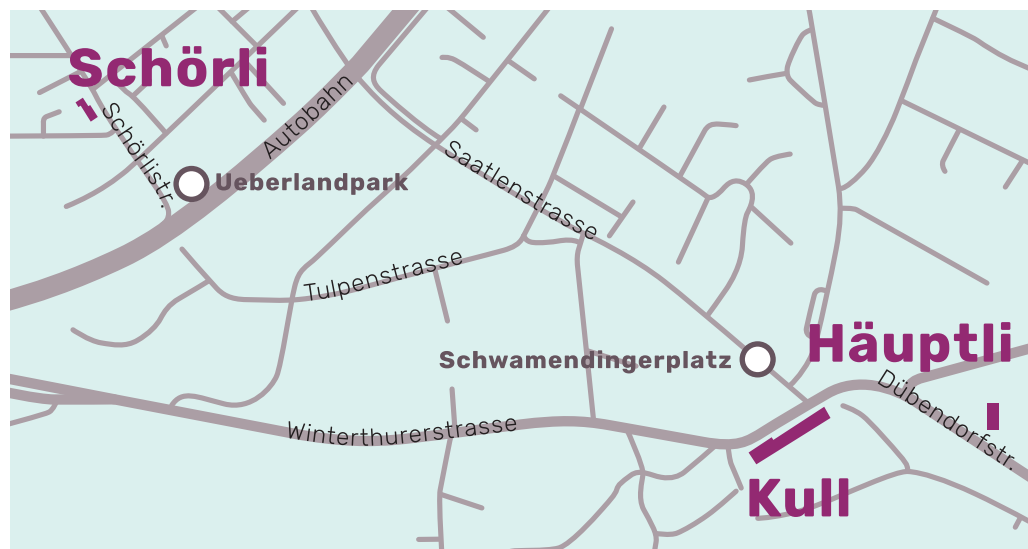 Schörli
Autobahn
Schörlistr.
Ueberlandpark
Saatlenstrasse
Tulpenstrasse
Schwamendingerplatz
Häuptli
Dübendorfstr.
Winterthurerstrasse
Kull